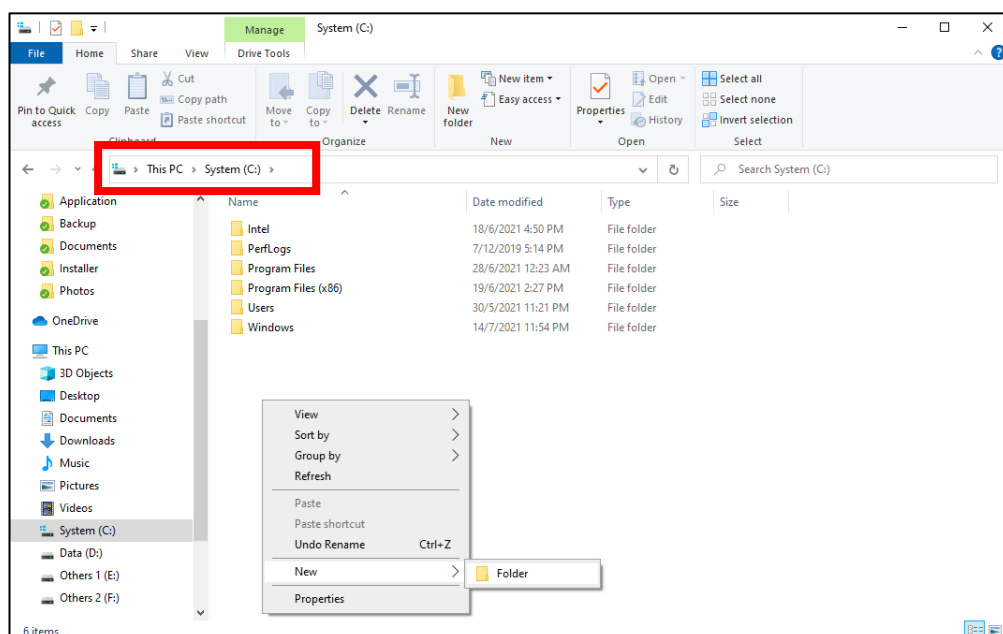 Manage System (C:)
File Home Share View Drive Tools
Pin to Quick access
Copy
Paste
Cut
Copy path
Paste shortcut
Move to
Copy to
Delete
Rename
New folder
New item
Easy access
Properties
Open
Edit
History
Select all
Select none
Invert selection
Clipboard Organize New Open Select
This PC > System (C:) >
Search System (C:)
Application
Backup
Documents
Installer
Photos
OneDrive
This PC
3D Objects
Desktop
Documents
Downloads
Music
Pictures
Videos
System (C:)
Data (D:)
Others 1 (E:)
Others 2 (F:)
Name Date modified Type Size
Intel 18/6/2021 4:50 PM File folder
PerfLogs 7/12/2019 5:14 PM File folder
Program Files 28/6/2021 12:23 AM File folder
Program Files (x86) 19/6/2021 2:27 PM File folder
Users 30/5/2021 11:21 PM File folder
Windows 14/7/2021 11:54 PM File folder
View
Sort by
Group by
Refresh
Paste
Paste shortcut
Undo Rename Ctrl+Z
New
Folder
Properties
6 items